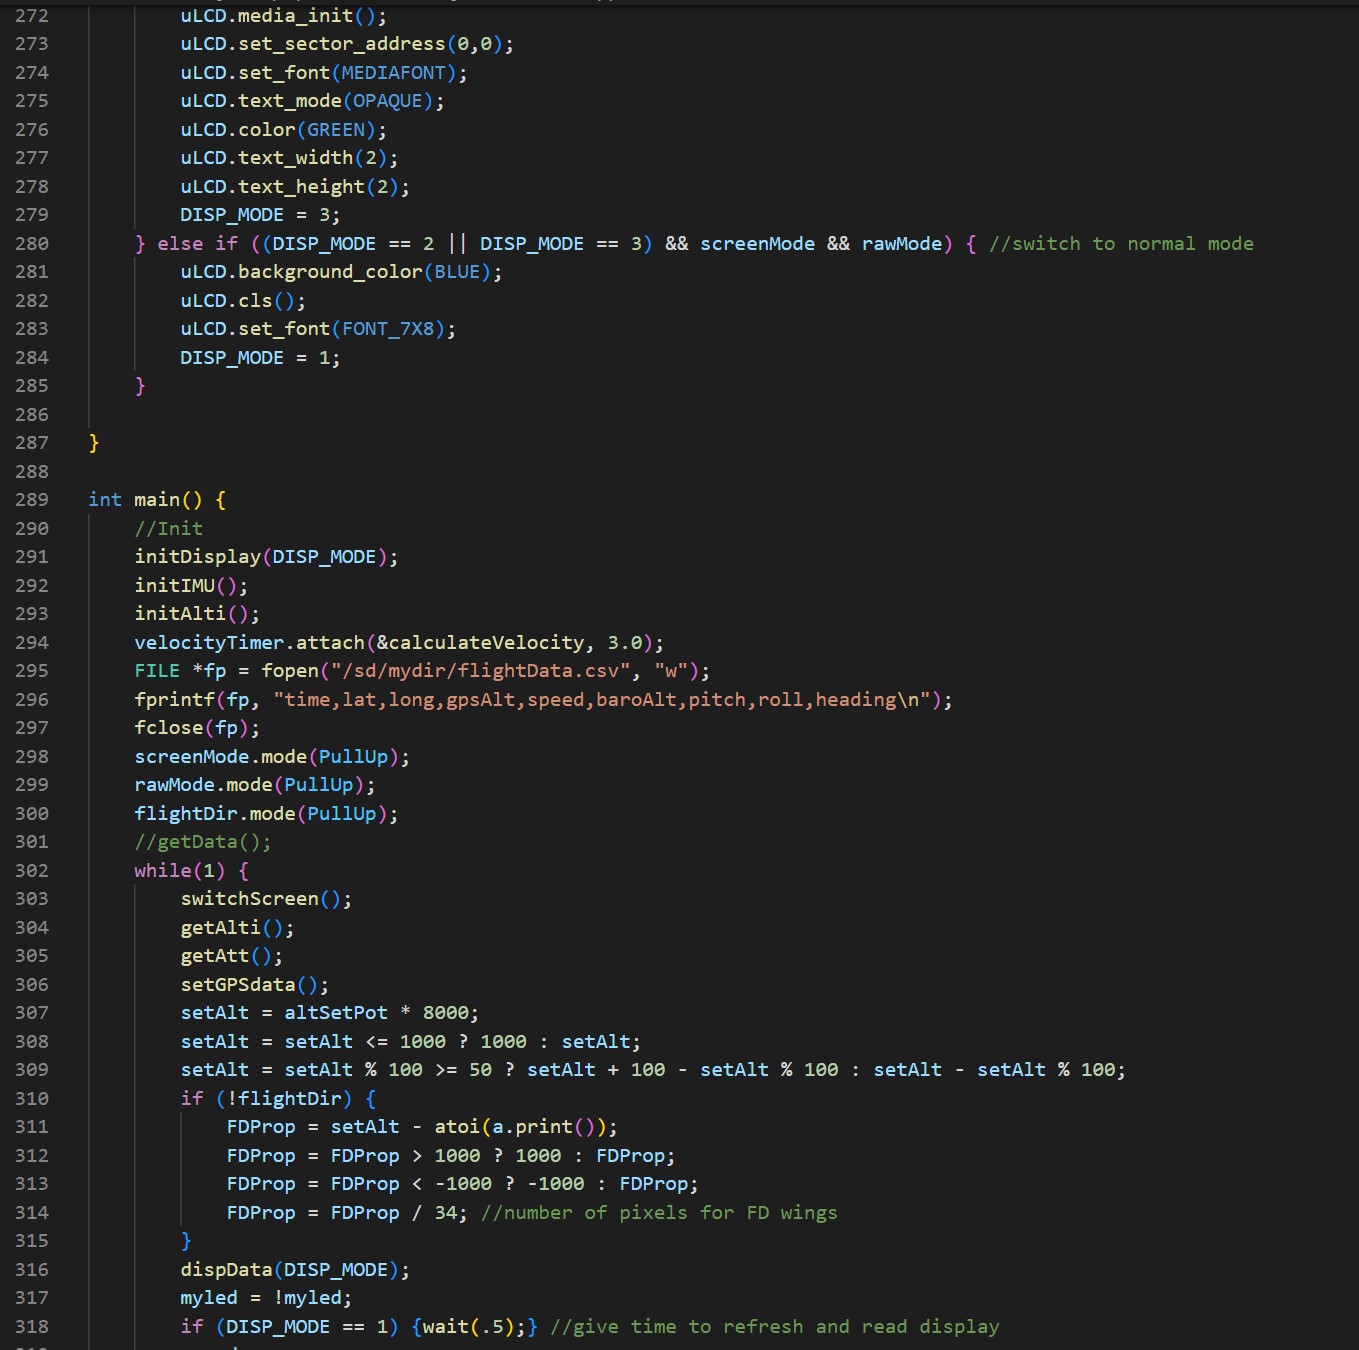 272 uLCD.media_init();
273 uLCD.set_sector_address(0,0);
274 uLCD.set_font(MEDIAFONT);
275 uLCD.text_mode(OPAQUE);
276 uLCD.color(GREEN);
277 uLCD.text_width(2);
278 uLCD.text_height(2);
279 DISP_MODE = 3;
280 } else if ((DISP_MODE == 2 || DISP_MODE == 3) && screenMode && rawMode) { //switch to normal mode
281 uLCD.background_color(BLUE);
282 uLCD.cls();
283 uLCD.set_font(FONT_7X8);
284 DISP_MODE = 1;
285 }
286
287 }
288
289 int main() {
290 //Init
291 initDisplay(DISP_MODE);
292 initIMU();
293 initAlti();
294 velocityTimer.attach(&calculateVelocity, 3.0);
295 FILE *fp = fopen("/sd/mydir/flightData.csv", "w");
296 fprintf(fp, "time,lat,long,gpsAlt,speed,baroAlt,pitch,roll,heading\n");
297 fclose(fp);
298 screenMode.mode(PullUp);
299 rawMode.mode(PullUp);
300 flightDir.mode(PullUp);
301 //getData();
302 while(1) {
303 switchScreen();
304 getAlti();
305 getAtt();
306 setGPSdata();
307 setAlt = altSetPot * 8000;
308 setAlt = setAlt <= 1000 ? 1000 : setAlt;
309 setAlt = setAlt % 100 >= 50 ? setAlt + 100 - setAlt % 100 : setAlt - setAlt % 100;
310 if (!flightDir) {
311 FDProp = setAlt - atoi(a.print());
312 FDProp = FDProp > 1000 ? 1000 : FDProp;
313 FDProp = FDProp < -1000 ? -1000 : FDProp;
314 FDProp = FDProp / 34; //number of pixels for FD wings
315 }
316 dispData(DISP_MODE);
317 myled = !myled;
318 if (DISP_MODE == 1) {wait(.5);} //give time to refresh and read display